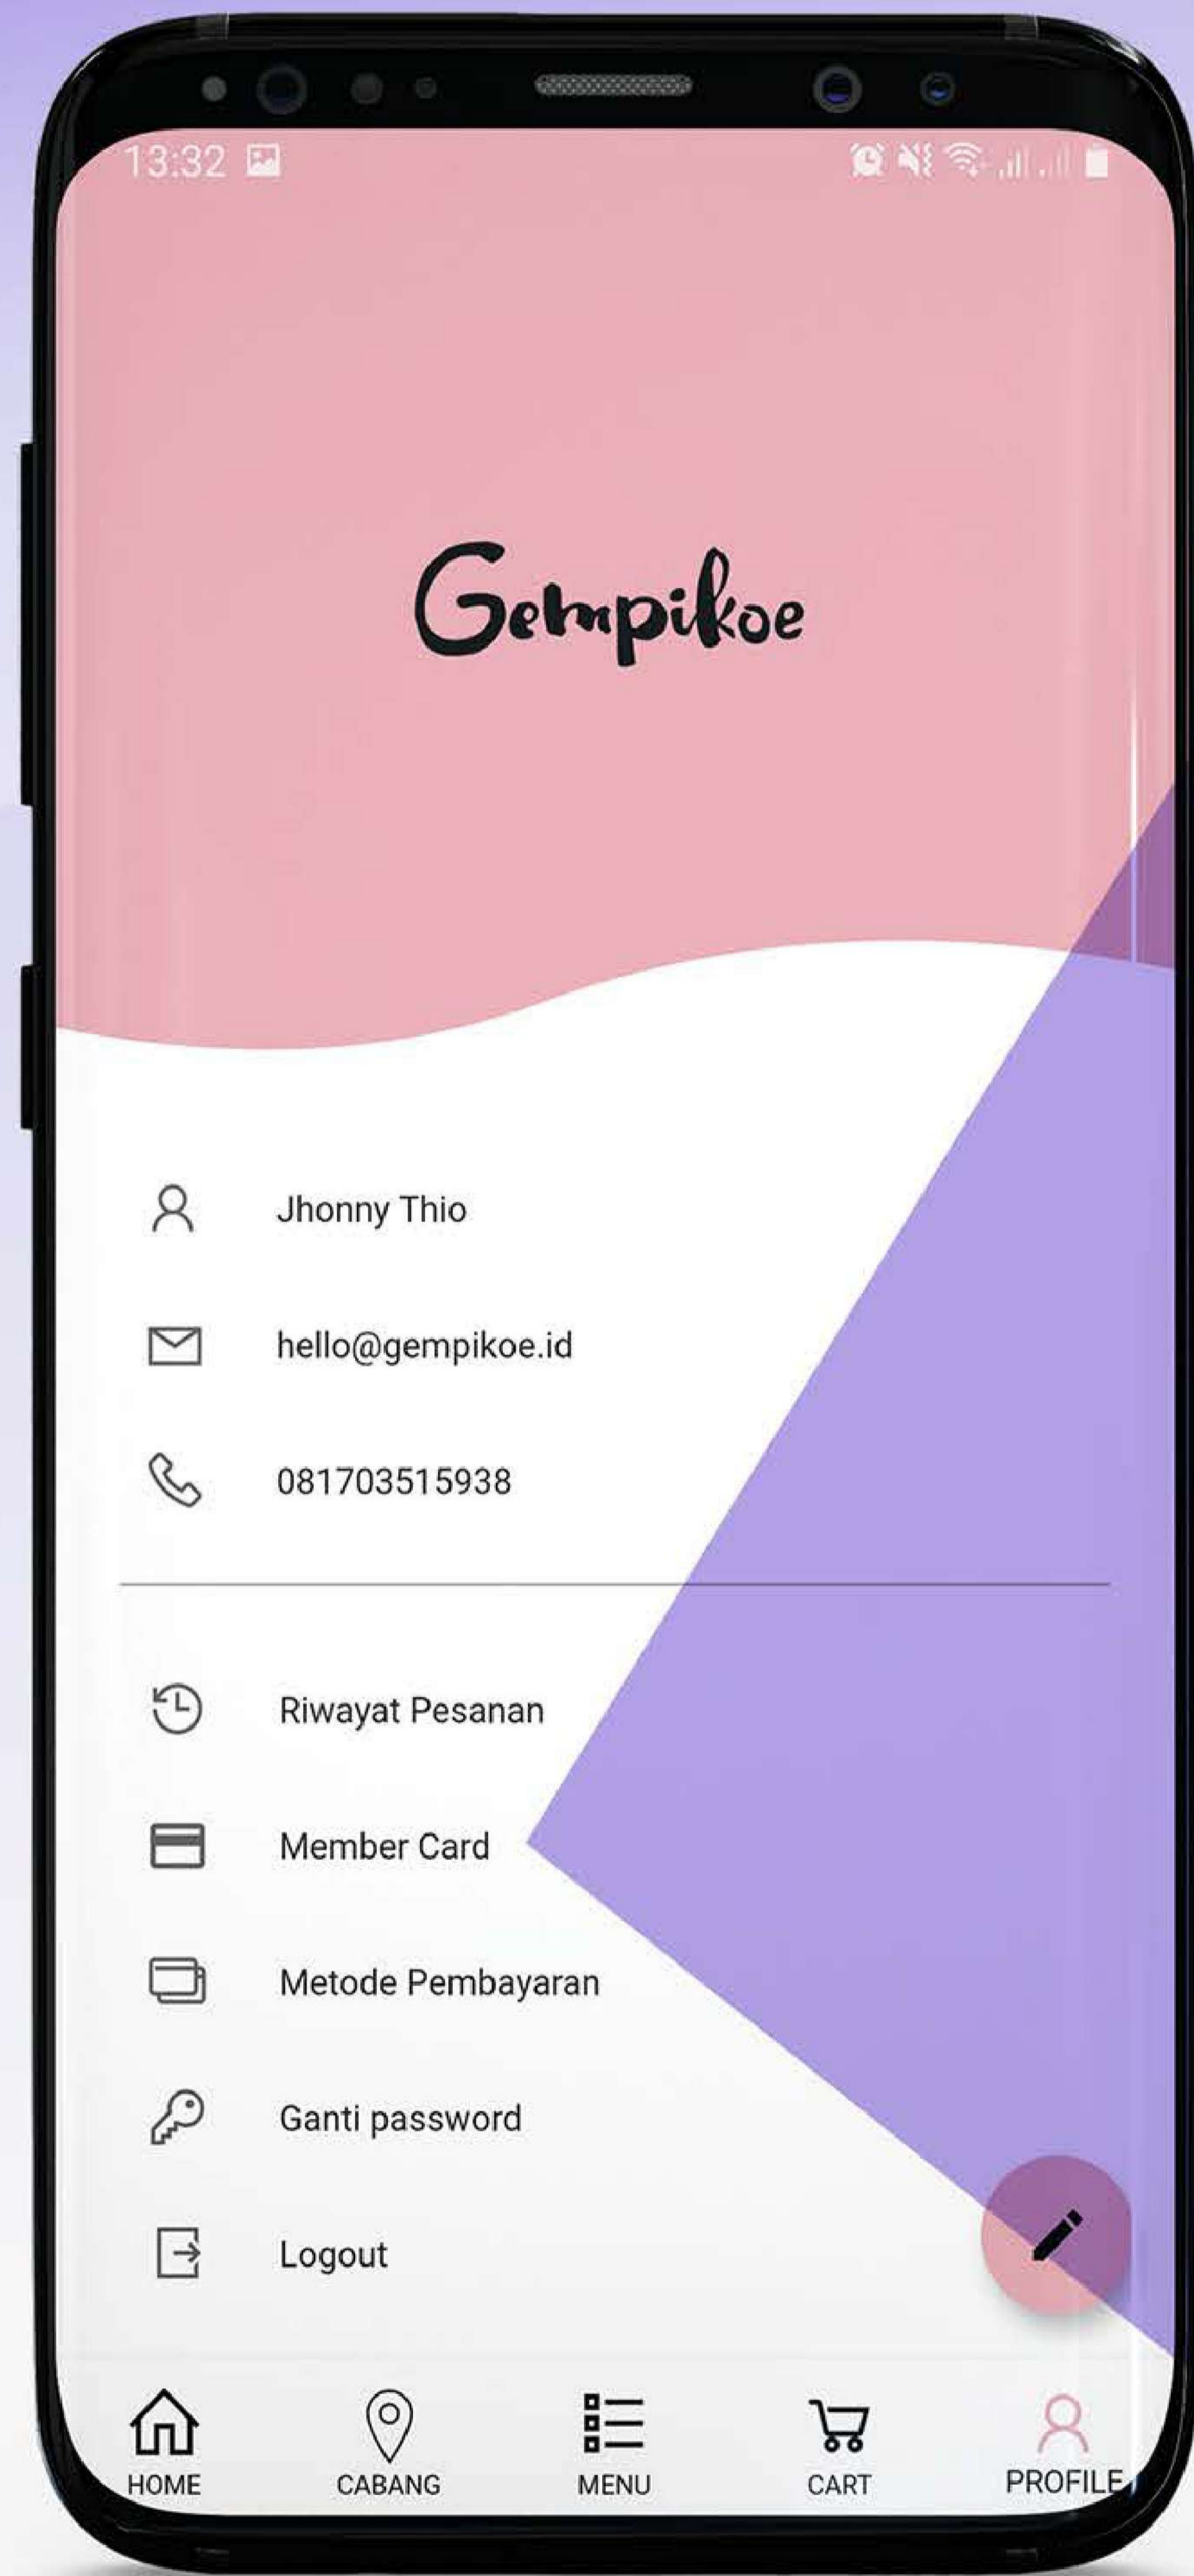 13:32
Gempikoe
Jhonny Thio
hello@gempikoe.id
081703515938
Riwayat Pesanan
Member Card
Metode Pembayaran
Ganti password
Logout
HOME CABANG MENU CART PROFILE